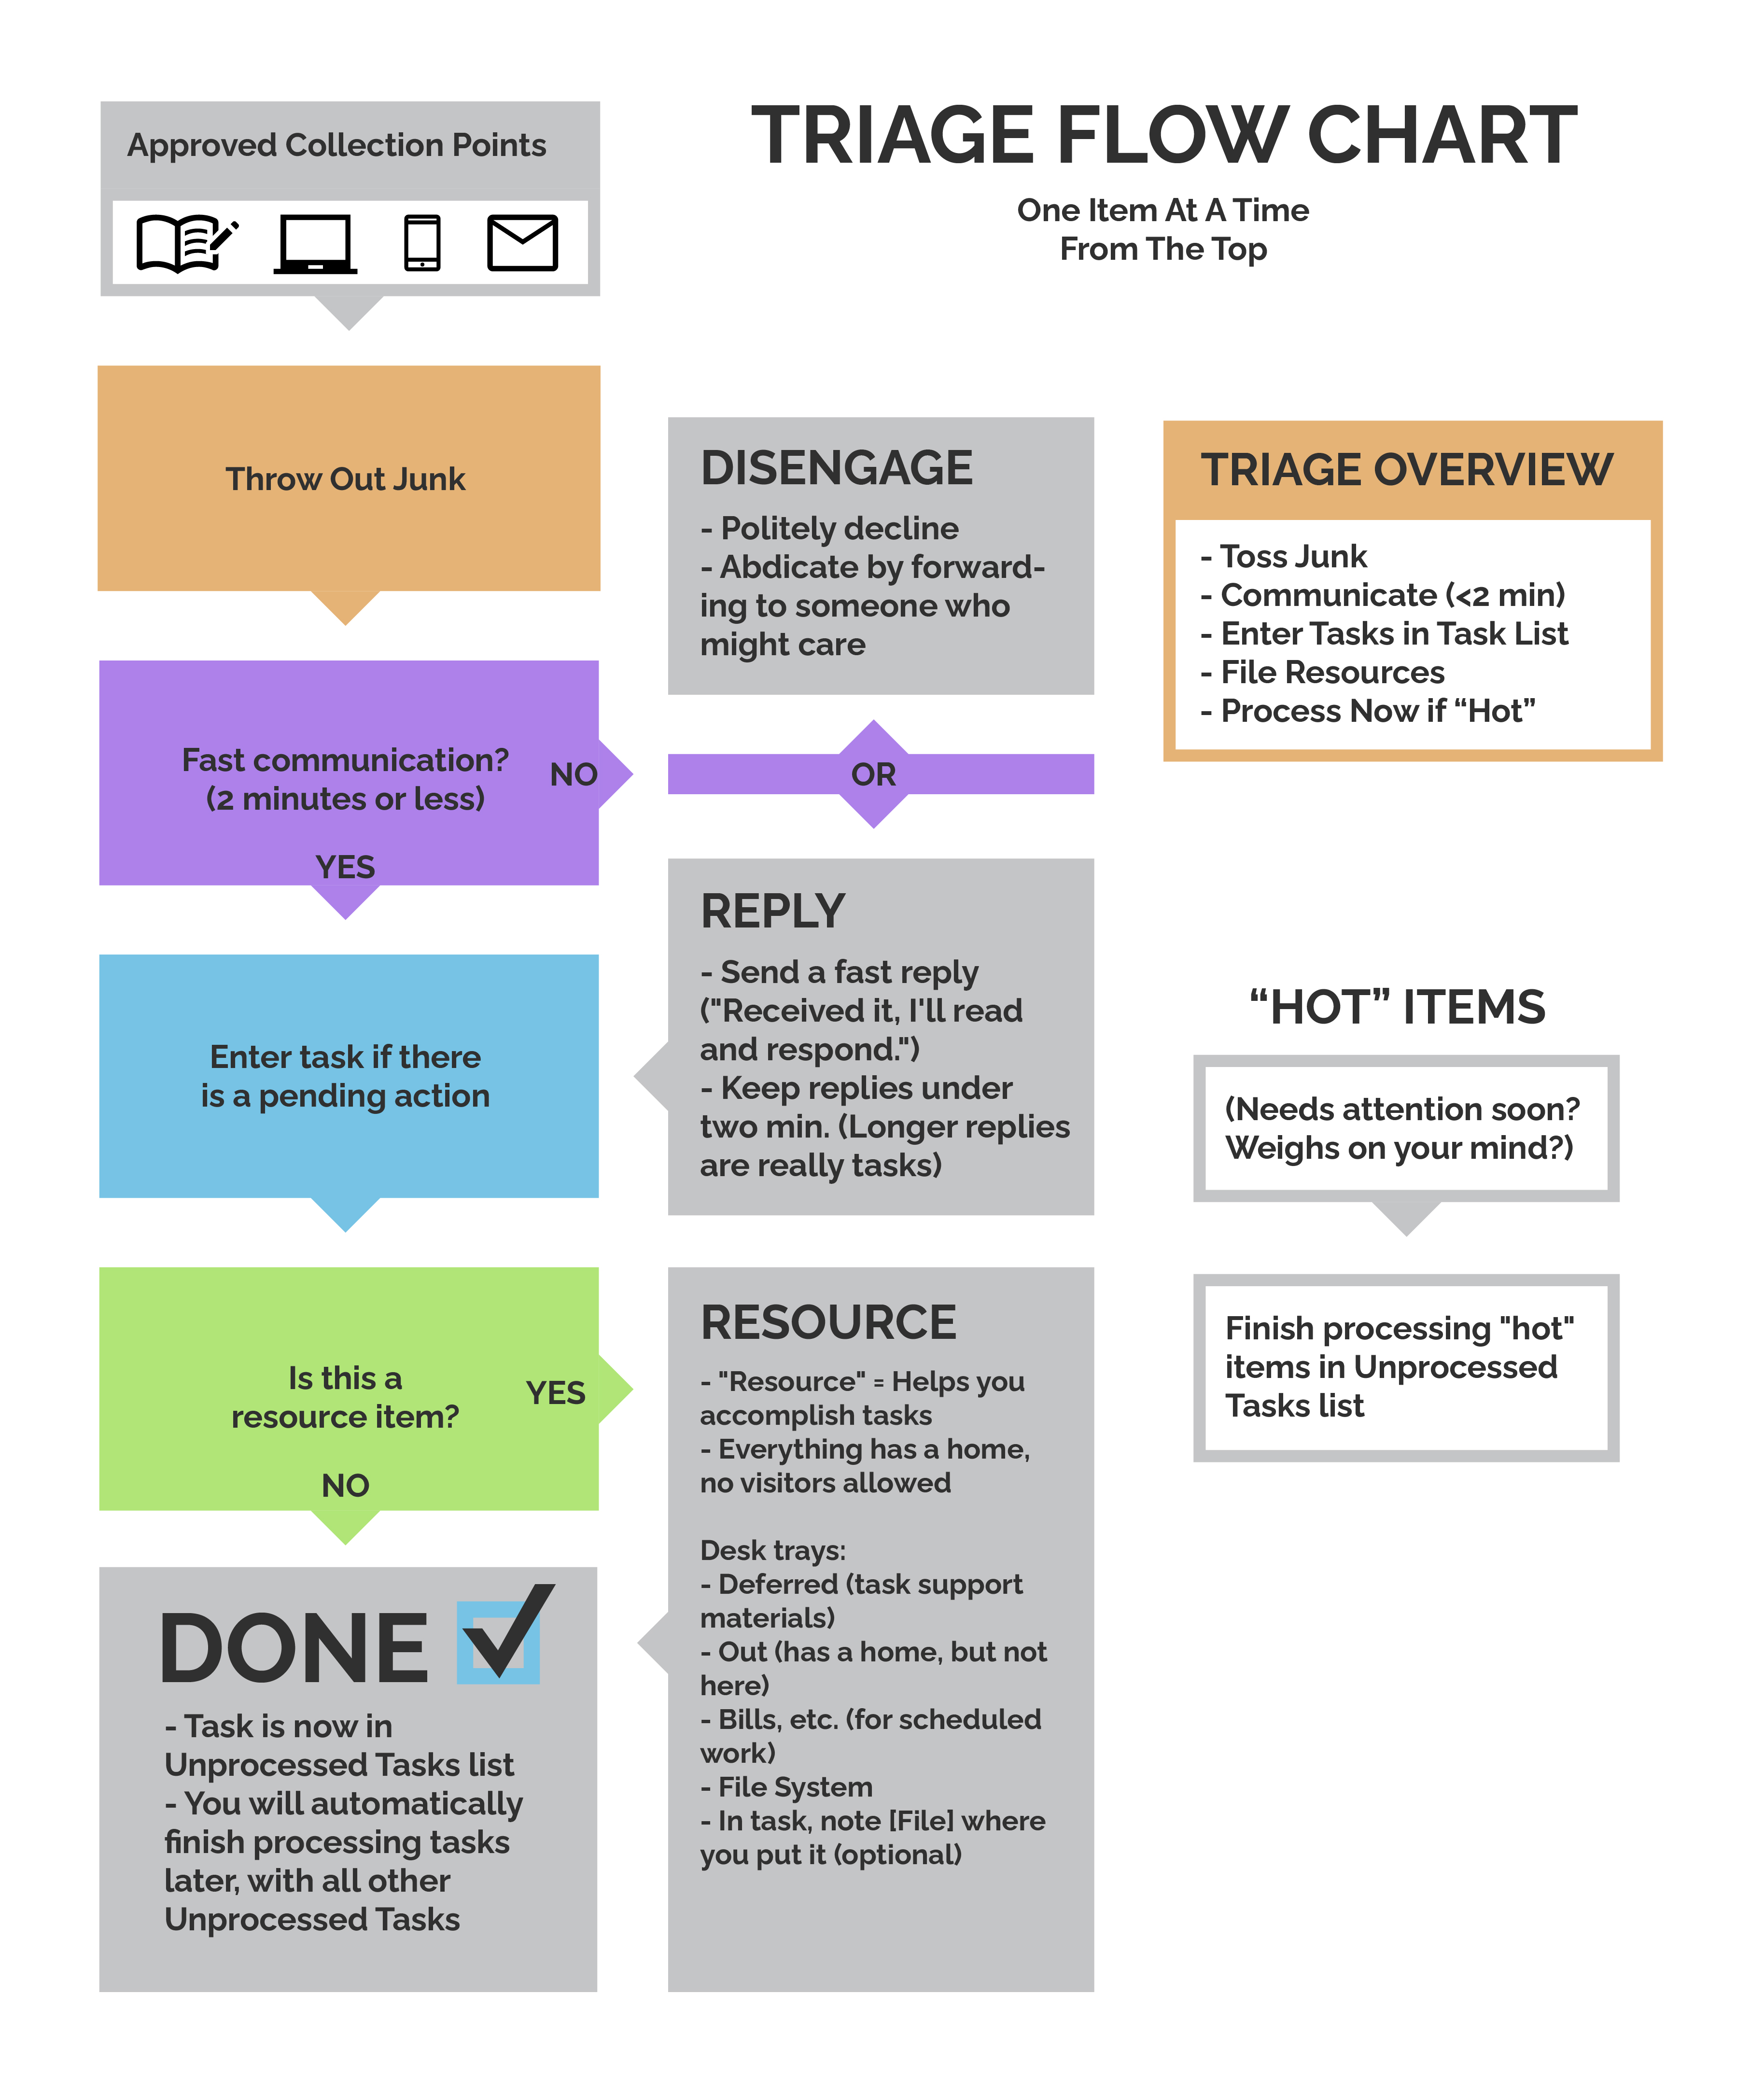 TRIAGE FLOW CHART
One Item At A Time
From The Top
Approved Collection Points
Throw Out Junk
Fast communication?
(2 minutes or less)
NO
YES
Enter task if there
is a pending action
Is this a
resource item?
YES
NO
DONE
- Task is now in
Unprocessed Tasks list
- You will automatically
finish processing tasks
later, with all other
Unprocessed Tasks
DISENGAGE
- Politely decline
- Abdicate by forward-
ing to someone who
might care
OR
REPLY
- Send a fast reply
("Received it, I'll read
and respond.")
- Keep replies under
two min. (Longer replies
are really tasks)
RESOURCE
- "Resource" = Helps you
accomplish tasks
- Everything has a home,
no visitors allowed
Desk trays:
- Deferred (task support
materials)
- Out (has a home, but not
here)
- Bills, etc. (for scheduled
work)
- File System
- In task, note [File] where
you put it (optional)
TRIAGE OVERVIEW
- Toss Junk
- Communicate (<2 min)
- Enter Tasks in Task List
- File Resources
- Process Now if “Hot”
“HOT” ITEMS
(Needs attention soon?
Weighs on your mind?)
Finish processing "hot"
items in Unprocessed
Tasks list